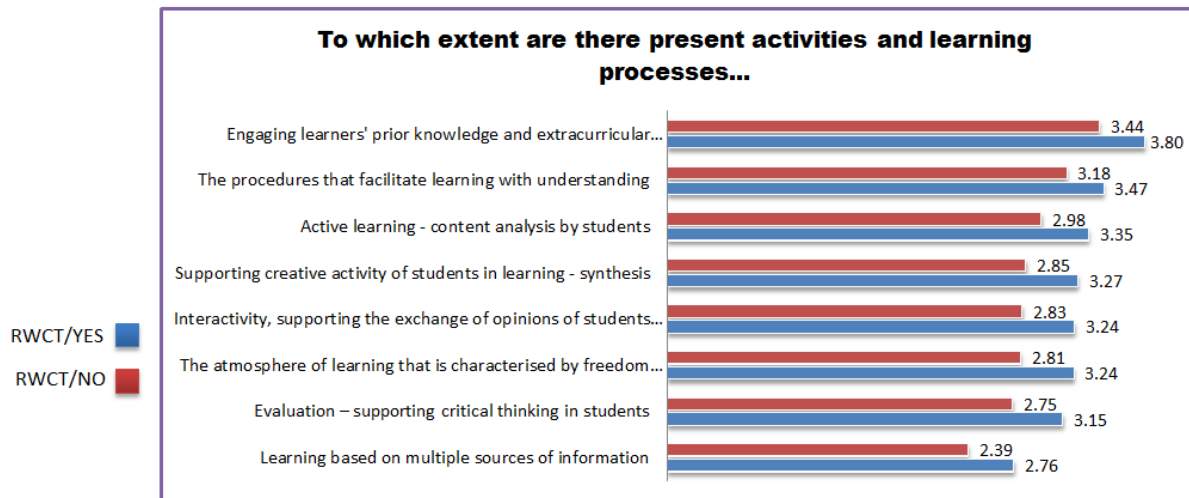 To which extent are there present activities and learning
processes...
Engaging learners' prior knowledge and extracurricular...
3.44
3.80
The procedures that facilitate learning with understanding
3.18
3.47
Active learning - content analysis by students
2.98
3.35
Supporting creative activity of students in learning - synthesis
2.85
3.27
Interactivity, supporting the exchange of opinions of students...
2.83
3.24
The atmosphere of learning that is characterised by freedom...
2.81
3.24
Evaluation – supporting critical thinking in students
2.75
3.15
Learning based on multiple sources of information
2.39
2.76
RWCT/YES
RWCT/NO